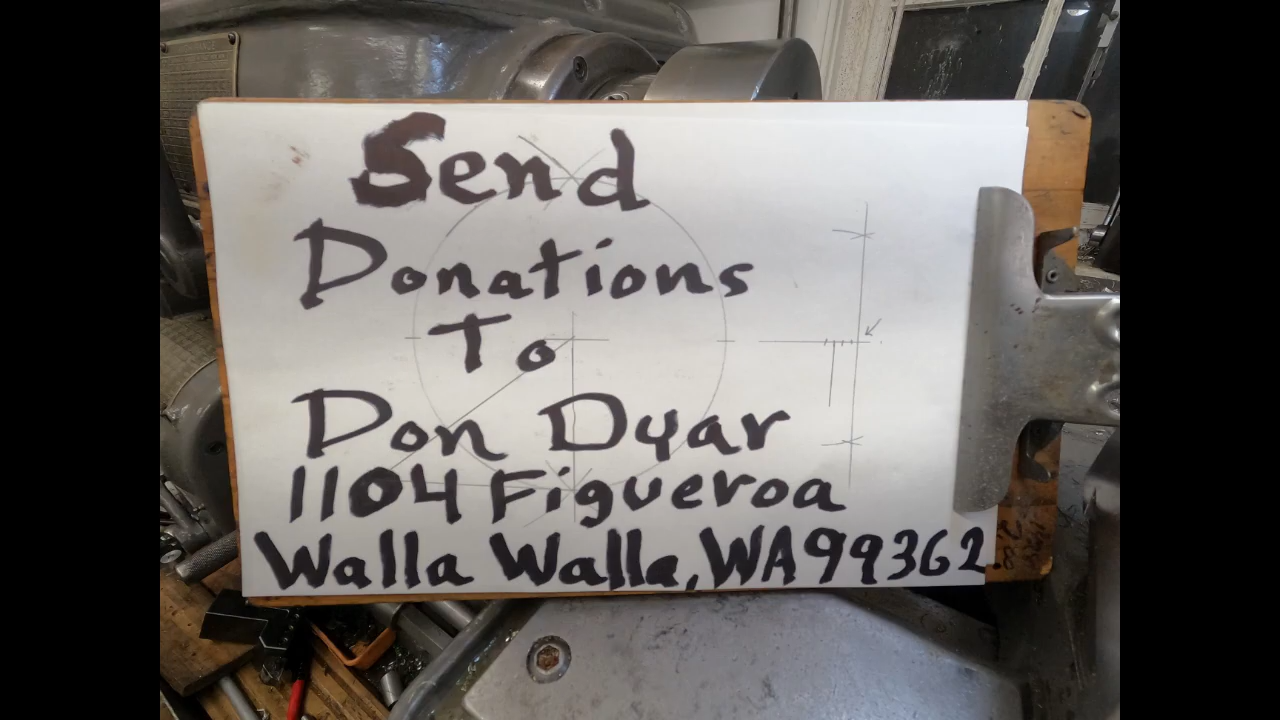 Send
Donations
To
Don Dyar
1104 Figueroa
Walla Walla, WA 99362.